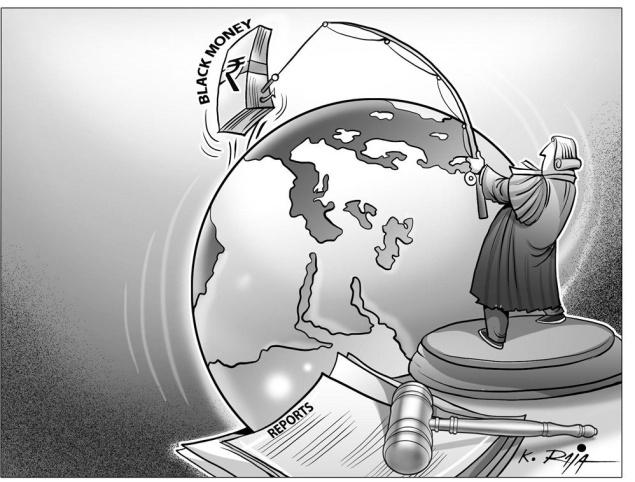 BLACK MONEY
₹
REPORTS
K. RAJA